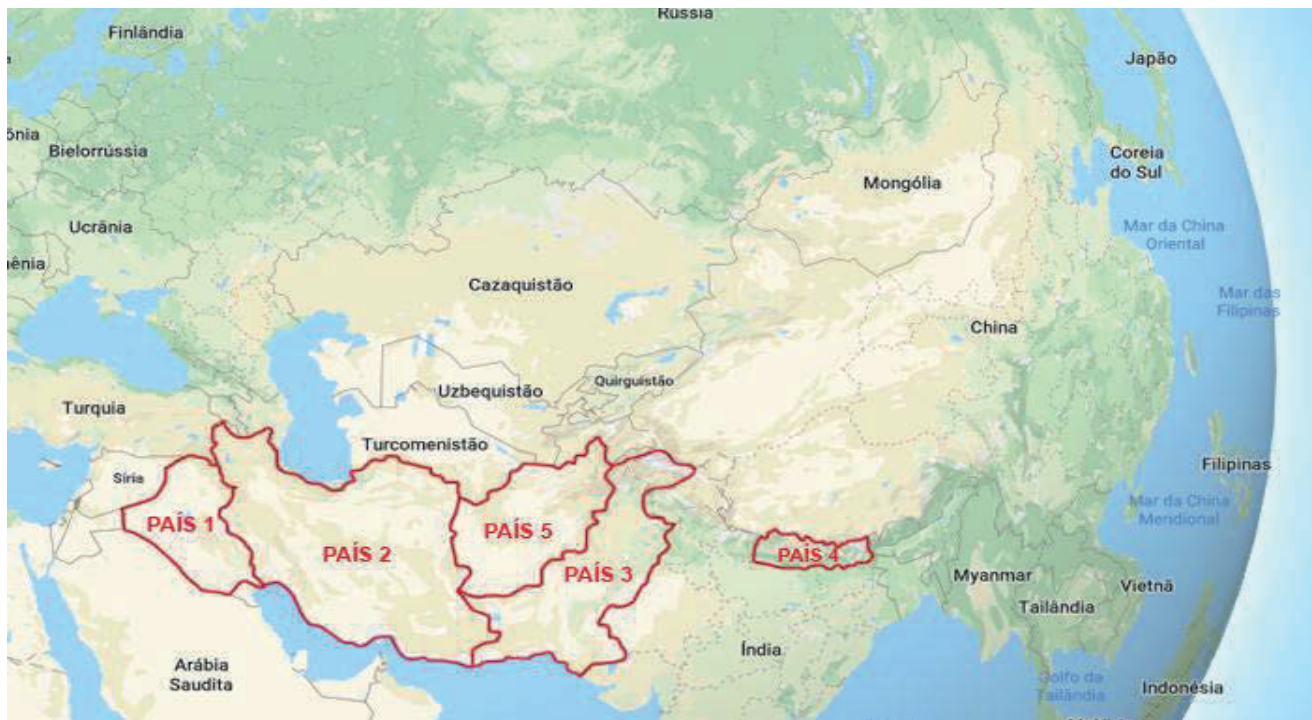 Rússia
Finlândia
Japão
ônia
Bielorrússia
Coreia
do Sul
Mongólia
Ucrânia
Mar da China
Oriental
ênia
Cazaquistão
Mar das
Filipinas
China
Uzbequistão
Quirguistão
Turquia
Turcomenistão
Síria
Filipinas
Mar da China
Meridional
PAÍS 1
PAÍS 5
PAÍS 2
PAÍS 4
PAÍS 3
Myanmar
Vietnã
Tailândia
Índia
Arábia
Saudita
Golfo da
Tailândia
Indonésia